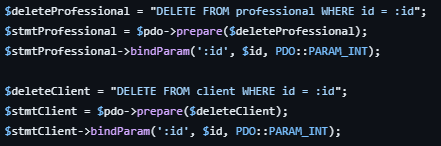 $deleteProfessional = "DELETE FROM professional WHERE id = :id";
$stmtProfessional = $pdo->prepare($deleteProfessional);
$stmtProfessional->bindParam(':id', $id, PDO::PARAM_INT);
$deleteClient = "DELETE FROM client WHERE id = :id";
$stmtClient = $pdo->prepare($deleteClient);
$stmtClient->bindParam(':id', $id, PDO::PARAM_INT);